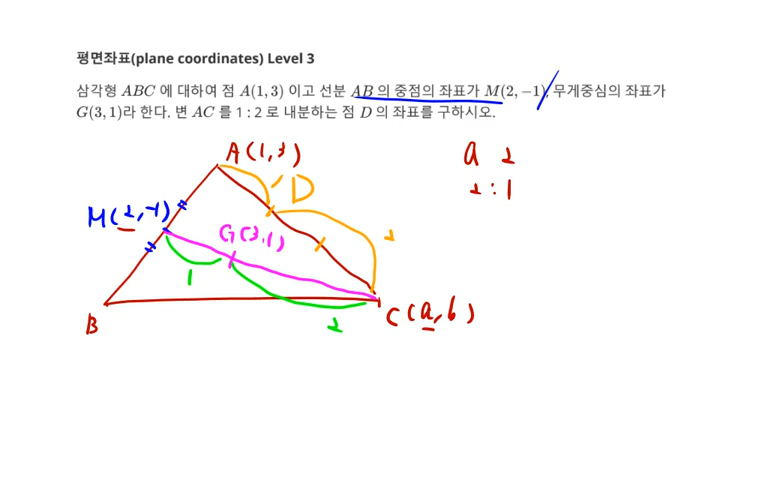 평면좌표(plane coordinates) Level 3
삼각형 ABC 에 대하여 점 A(1,3) 이고 선분 AB 의 중점의 좌표가 M(2,−1), 무게중심의 좌표가
G(3,1)라 한다. 변 AC 를 1 : 2 로 내분하는 점 D 의 좌표를 구하시오.
A(1,3)
a 2
2:1
1 D
M(2,-1)
G(3,1)
2
1
2
B
C(a,b)